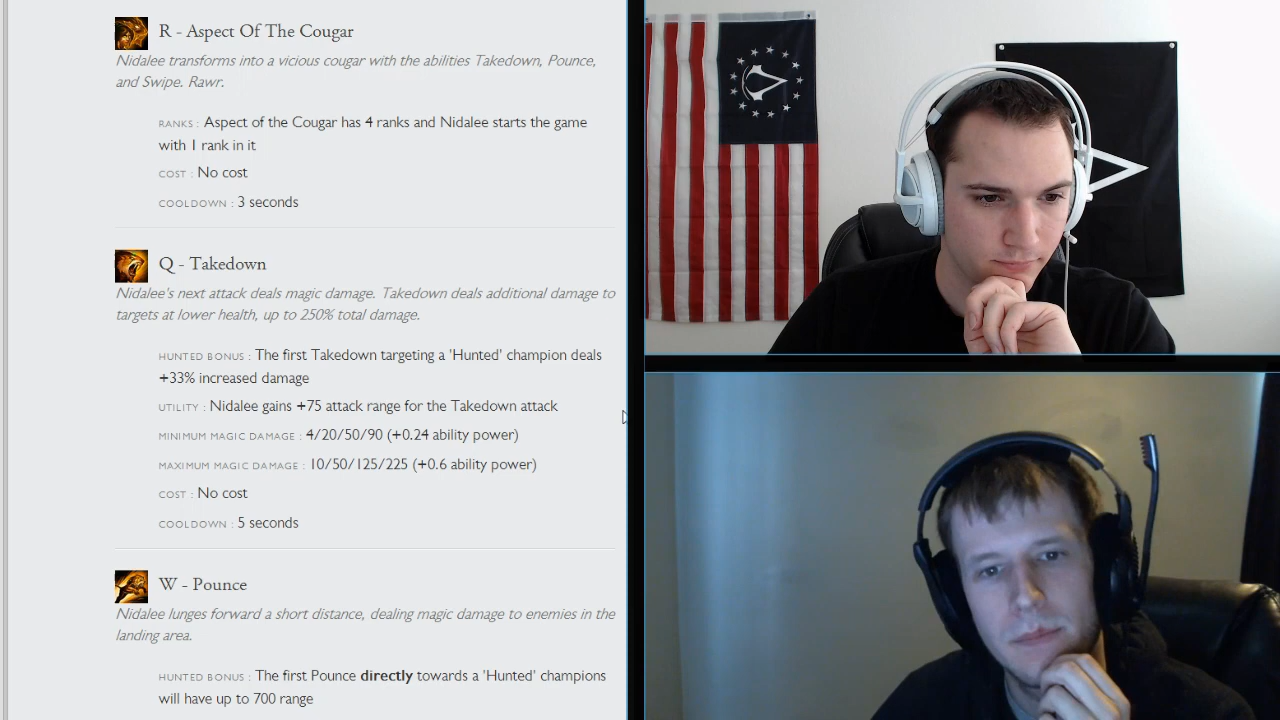 R - Aspect Of The Cougar
Nidalee transforms into a vicious cougar with the abilities Takedown, Pounce,
and Swipe. Rawr.
RANKS : Aspect of the Cougar has 4 ranks and Nidalee starts the game
with 1 rank in it
COST : No cost
COOLDOWN : 3 seconds
Q - Takedown
Nidalee's next attack deals magic damage. Takedown deals additional damage to
targets at lower health, up to 250% total damage.
HUNTED BONUS : The first Takedown targeting a 'Hunted' champion deals
+33% increased damage
UTILITY : Nidalee gains +75 attack range for the Takedown attack
MINIMUM MAGIC DAMAGE : 4/20/50/90 (+0.24 ability power)
MAXIMUM MAGIC DAMAGE : 10/50/125/225 (+0.6 ability power)
COST : No cost
COOLDOWN : 5 seconds
W - Pounce
Nidalee lunges forward a short distance, dealing magic damage to enemies in the
landing area.
HUNTED BONUS : The first Pounce directly towards a 'Hunted' champions
will have up to 700 range